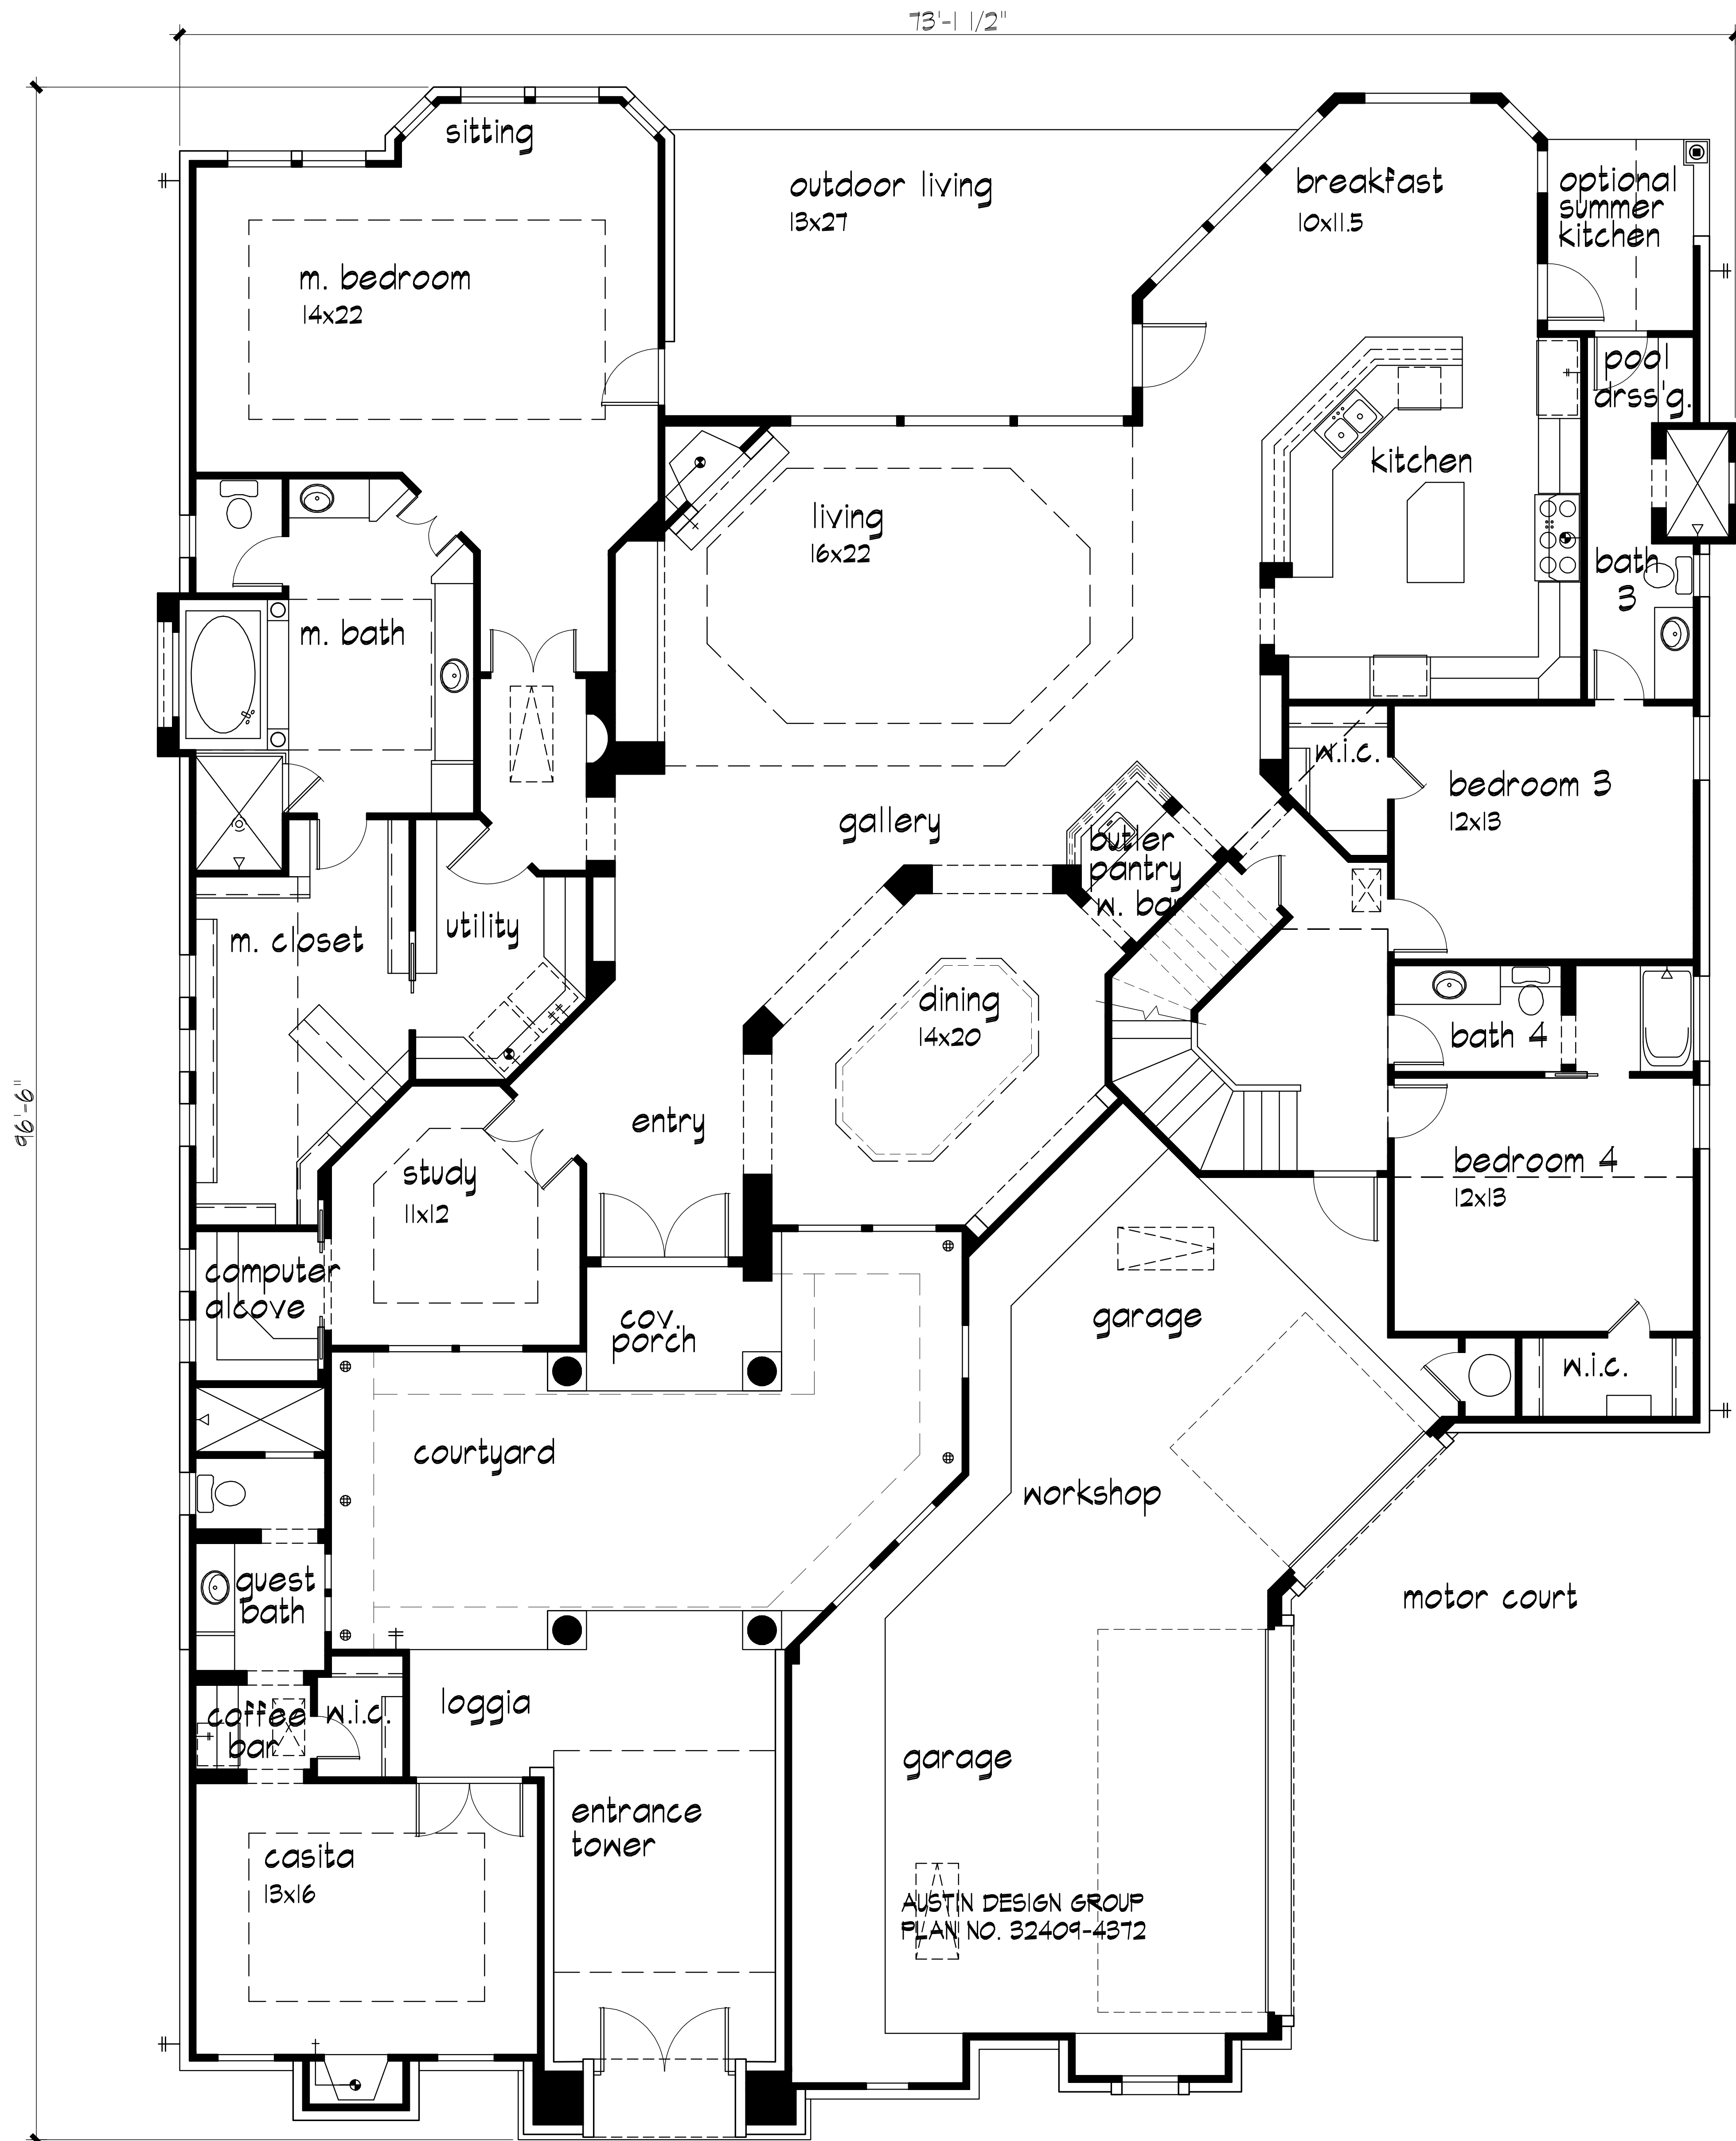 73'-1 1/2"
sitting
outdoor living
13x27
breakfast
10x11.5
optional
summer
kitchen
m. bedroom
14x22
pool
drss'g.
kitchen
living
16x22
bath
3
m. bath
w.i.c.
bedroom 3
12x13
gallery
butler
pantry
w. bar
m. closet
utility
dining
14x20
bath 4
96'-6"
entry
study
11x12
bedroom 4
12x13
computer
alcove
cov.
porch
garage
w.i.c.
courtyard
workshop
guest
bath
motor court
coffee
bar
w.i.c.
loggia
garage
entrance
tower
casita
13x16
AUSTIN DESIGN GROUP
PLAN NO. 32409-4372